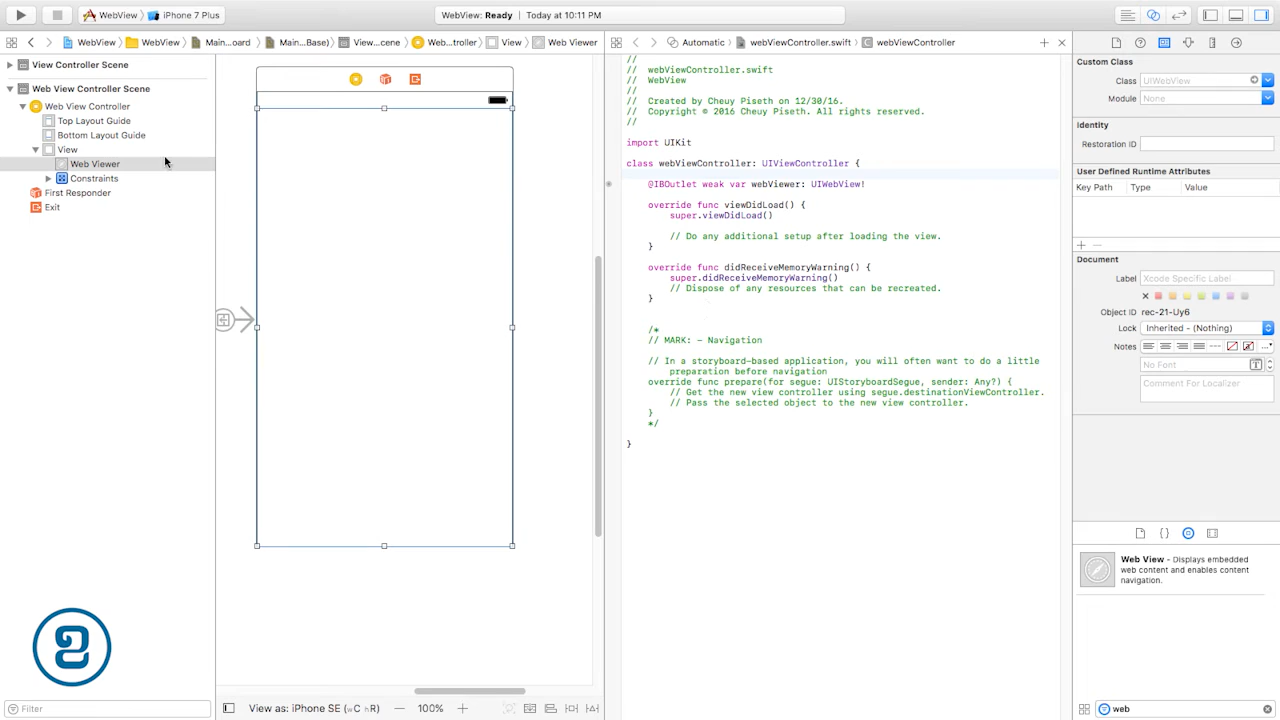 WebView
iPhone 7 Plus
WebView: Ready
Today at 10:11 PM
WebView
WebView
Main....oard
Main...Base)
View...cene
Web...troller
View
Web Viewer
Automatic
webViewController.swift
webViewController
View Controller Scene
Web View Controller Scene
Web View Controller
Top Layout Guide
Bottom Layout Guide
View
Web Viewer
Constraints
First Responder
Exit
Filter
View as: iPhone SE (wC hR)
100%
//
// webViewController.swift
// WebView
//
// Created by Cheuy Piseth on 12/30/16.
// Copyright © 2016 Cheuy Piseth. All rights reserved.
//
import UIKit
class webViewController: UIViewController {
@IBOutlet weak var webViewer: UIWebView!
override func viewDidLoad() {
super.viewDidLoad()
// Do any additional setup after loading the view.
}
override func didReceiveMemoryWarning() {
super.didReceiveMemoryWarning()
// Dispose of any resources that can be recreated.
}
/*
// MARK: - Navigation
// In a storyboard-based application, you will often want to do a little
preparation before navigation
override func prepare(for segue: UIStoryboardSegue, sender: Any?) {
// Get the new view controller using segue.destinationViewController.
// Pass the selected object to the new view controller.
}
*/
}
Custom Class
Class UIWebView
Module None
Identity
Restoration ID
User Defined Runtime Attributes
Key Path Type Value
Document
Label Xcode Specific Label
Object ID rec-21-Uy6
Lock Inherited - (Nothing)
Notes
No Font
Comment For Localizer
Web View - Displays embedded
web content and enables content
navigation.
web